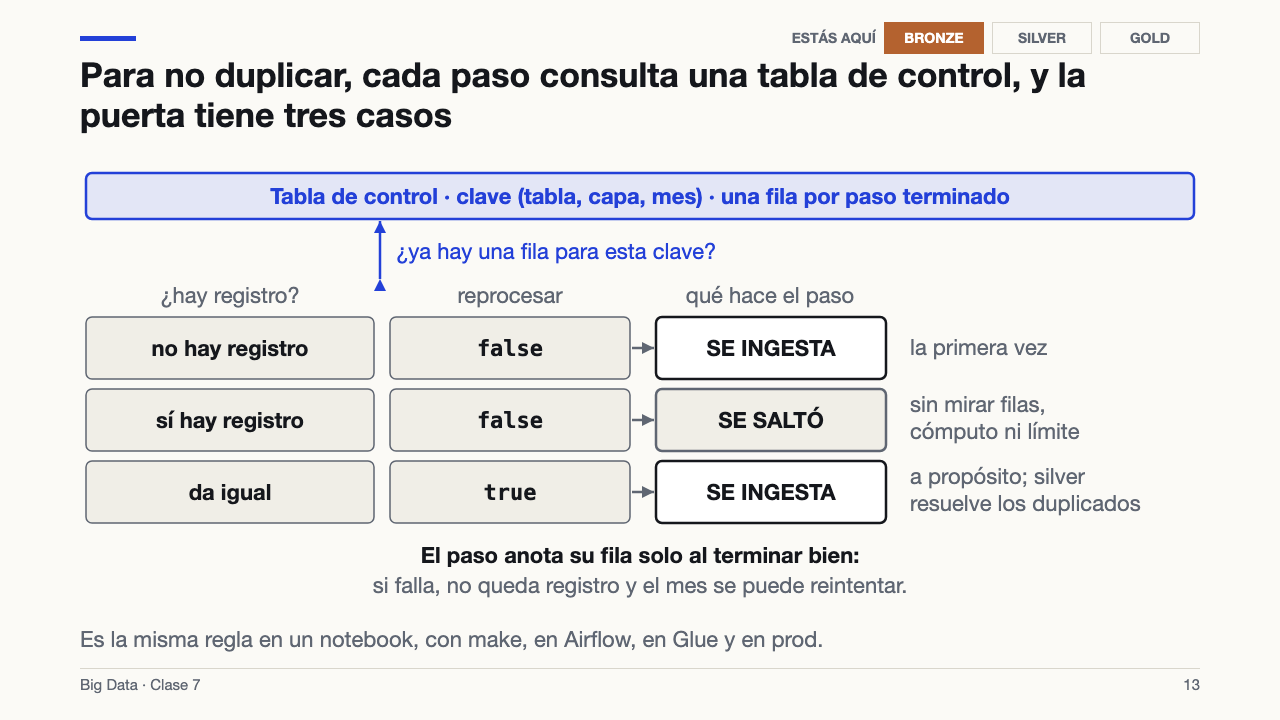 ESTÁS AQUÍ
BRONZE
SILVER
GOLD
Para no duplicar, cada paso consulta una tabla de control, y la
puerta tiene tres casos
Tabla de control · clave (tabla, capa, mes) · una fila por paso terminado
¿ya hay una fila para esta clave?
¿hay registro?
reprocesar
qué hace el paso
no hay registro
false
SE INGESTA
la primera vez
sí hay registro
false
SE SALTÓ
sin mirar filas,
cómputo ni límite
da igual
true
SE INGESTA
a propósito; silver
resuelve los duplicados
El paso anota su fila solo al terminar bien:
si falla, no queda registro y el mes se puede reintentar.
Es la misma regla en un notebook, con make, en Airflow, en Glue y en prod.
Big Data · Clase 7
13